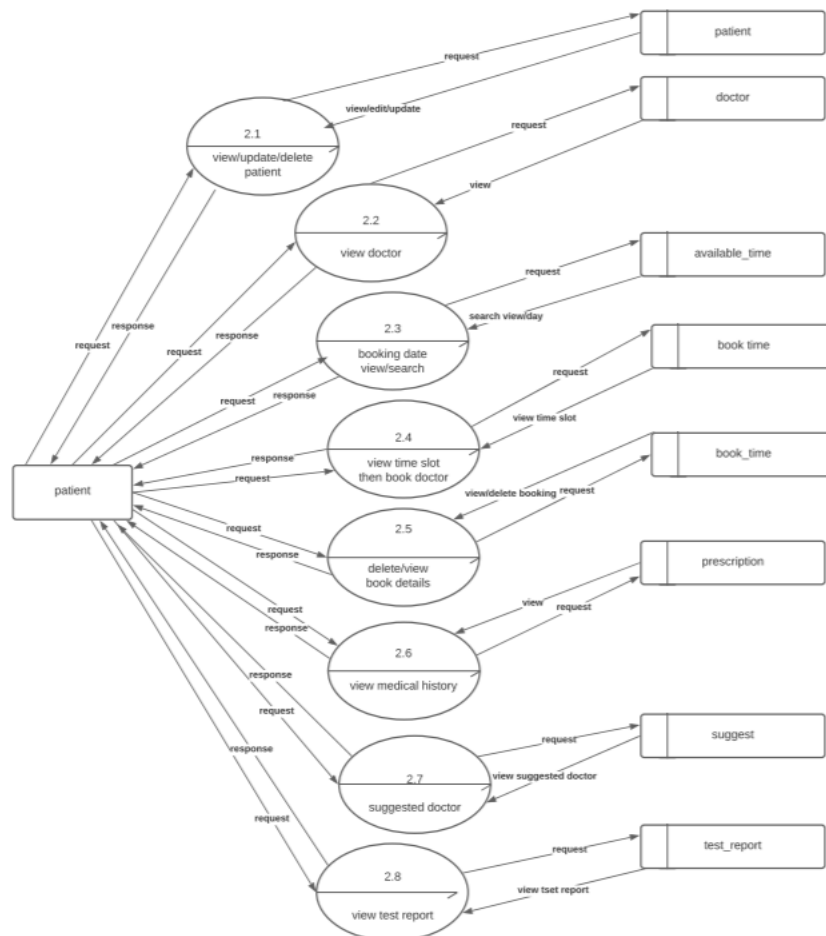 patient
request
doctor
view/edit/update
request
2.1
view/update/delete
patient
view
2.2
view doctor
available_time
request
search view/day
2.3
booking date
view/search
response
request
response
request
book time
request
response
request
view time slot
2.4
view time slot
then book doctor
book_time
response
request
patient
view/delete booking
request
2.5
delete/view
book details
request
response
prescription
view
request
2.6
view medical history
request
response
response
request
suggest
request
view suggested doctor
2.7
suggested doctor
response
request
test_report
request
2.8
view test report
view tset report